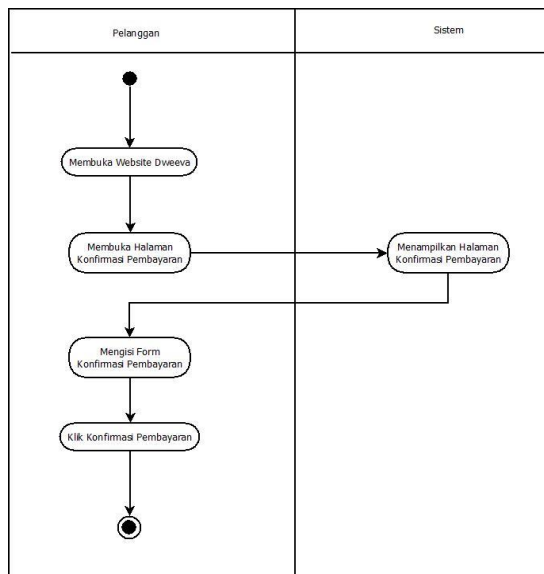 Pelanggan
Sistem
Membuka Website Dweeva
Membuka Halaman
Konfirmasi Pembayaran
Menampilkan Halaman
Konfirmasi Pembayaran
Mengisi Form
Konfirmasi Pembayaran
Klik Konfirmasi Pembayaran